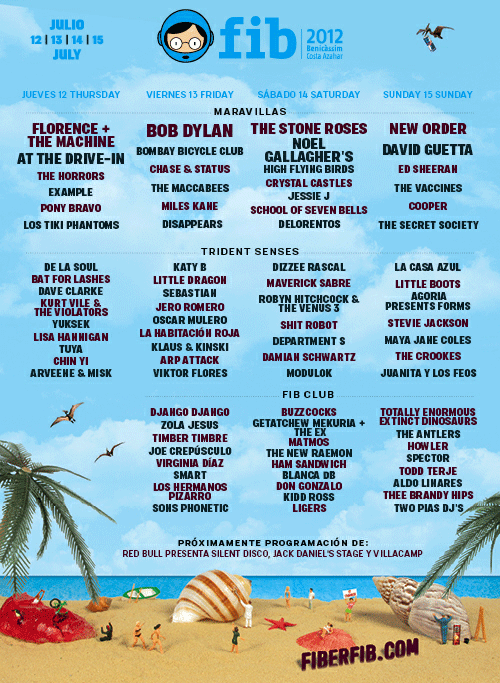 JULIO
12 | 13 | 14 | 15
JULY
fib
2012
Benicàssim
Costa Azahar
JUEVES 12 THURSDAY
VIERNES 13 FRIDAY
SÁBADO 14 SATURDAY
SUNDAY 15 SUNDAY
MARAVILLAS
FLORENCE +
THE MACHINE
AT THE DRIVE-IN
THE HORRORS
EXAMPLE
PONY BRAVO
LOS TIKI PHANTOMS
BOB DYLAN
BOMBAY BICYCLE CLUB
CHASE & STATUS
THE MACCABEES
MILES KANE
DISAPPEARS
THE STONE ROSES
NOEL
GALLAGHER'S
HIGH FLYING BIRDS
CRYSTAL CASTLES
JESSIE J
SCHOOL OF SEVEN BELLS
DELORENTOS
NEW ORDER
DAVID GUETTA
ED SHEERAN
THE VACCINES
COOPER
THE SECRET SOCIETY
TRIDENT SENSES
DE LA SOUL
BAT FOR LASHES
DAVE CLARKE
KURT VILE &
THE VIOLATORS
YUKSEK
LISA HANNIGAN
TUYA
CHIN YI
ARVEENE & MISK
KATY B
LITTLE DRAGON
SEBASTIAN
JERO ROMERO
OSCAR MULERO
LA HABITACIÓN ROJA
KLAUS & KINSKI
ARP ATTACK
VIKTOR FLORES
DIZZEE RASCAL
MAVERICK SABRE
ROBYN HITCHCOCK &
THE VENUS 3
SHIT ROBOT
DEPARTMENT S
DAMIAN SCHWARTZ
MODULOK
LA CASA AZUL
LITTLE BOOTS
AGORIA
PRESENTS FORMS
STEVIE JACKSON
MAYA JANE COLES
THE CROOKES
JUANITA Y LOS FEOS
FIB CLUB
DJANGO DJANGO
ZOLA JESUS
TIMBER TIMBRE
JOE CREPÚSCULO
VIRGINIA DÍAZ
SMART
LOS HERMANOS
PIZARRO
SOHS PHONETIC
BUZZCOCKS
GETATCHEW MEKURIA +
THE EX
MATMOS
THE NEW RAEMON
HAM SANDWICH
BLANCA DB
DON GONZALO
KIDD ROSS
LIGERS
TOTALLY ENORMOUS
EXTINCT DINOSAURS
THE ANTLERS
HOWLER
SPECTOR
TODD TERJE
ALDO LINARES
THEE BRANDY HIPS
TWO PIAS DJ'S
PRÓXIMAMENTE PROGRAMACIÓN DE:
RED BULL PRESENTA SILENT DISCO, JACK DANIEL'S STAGE Y VILLACAMP
FIBERFIB.COM